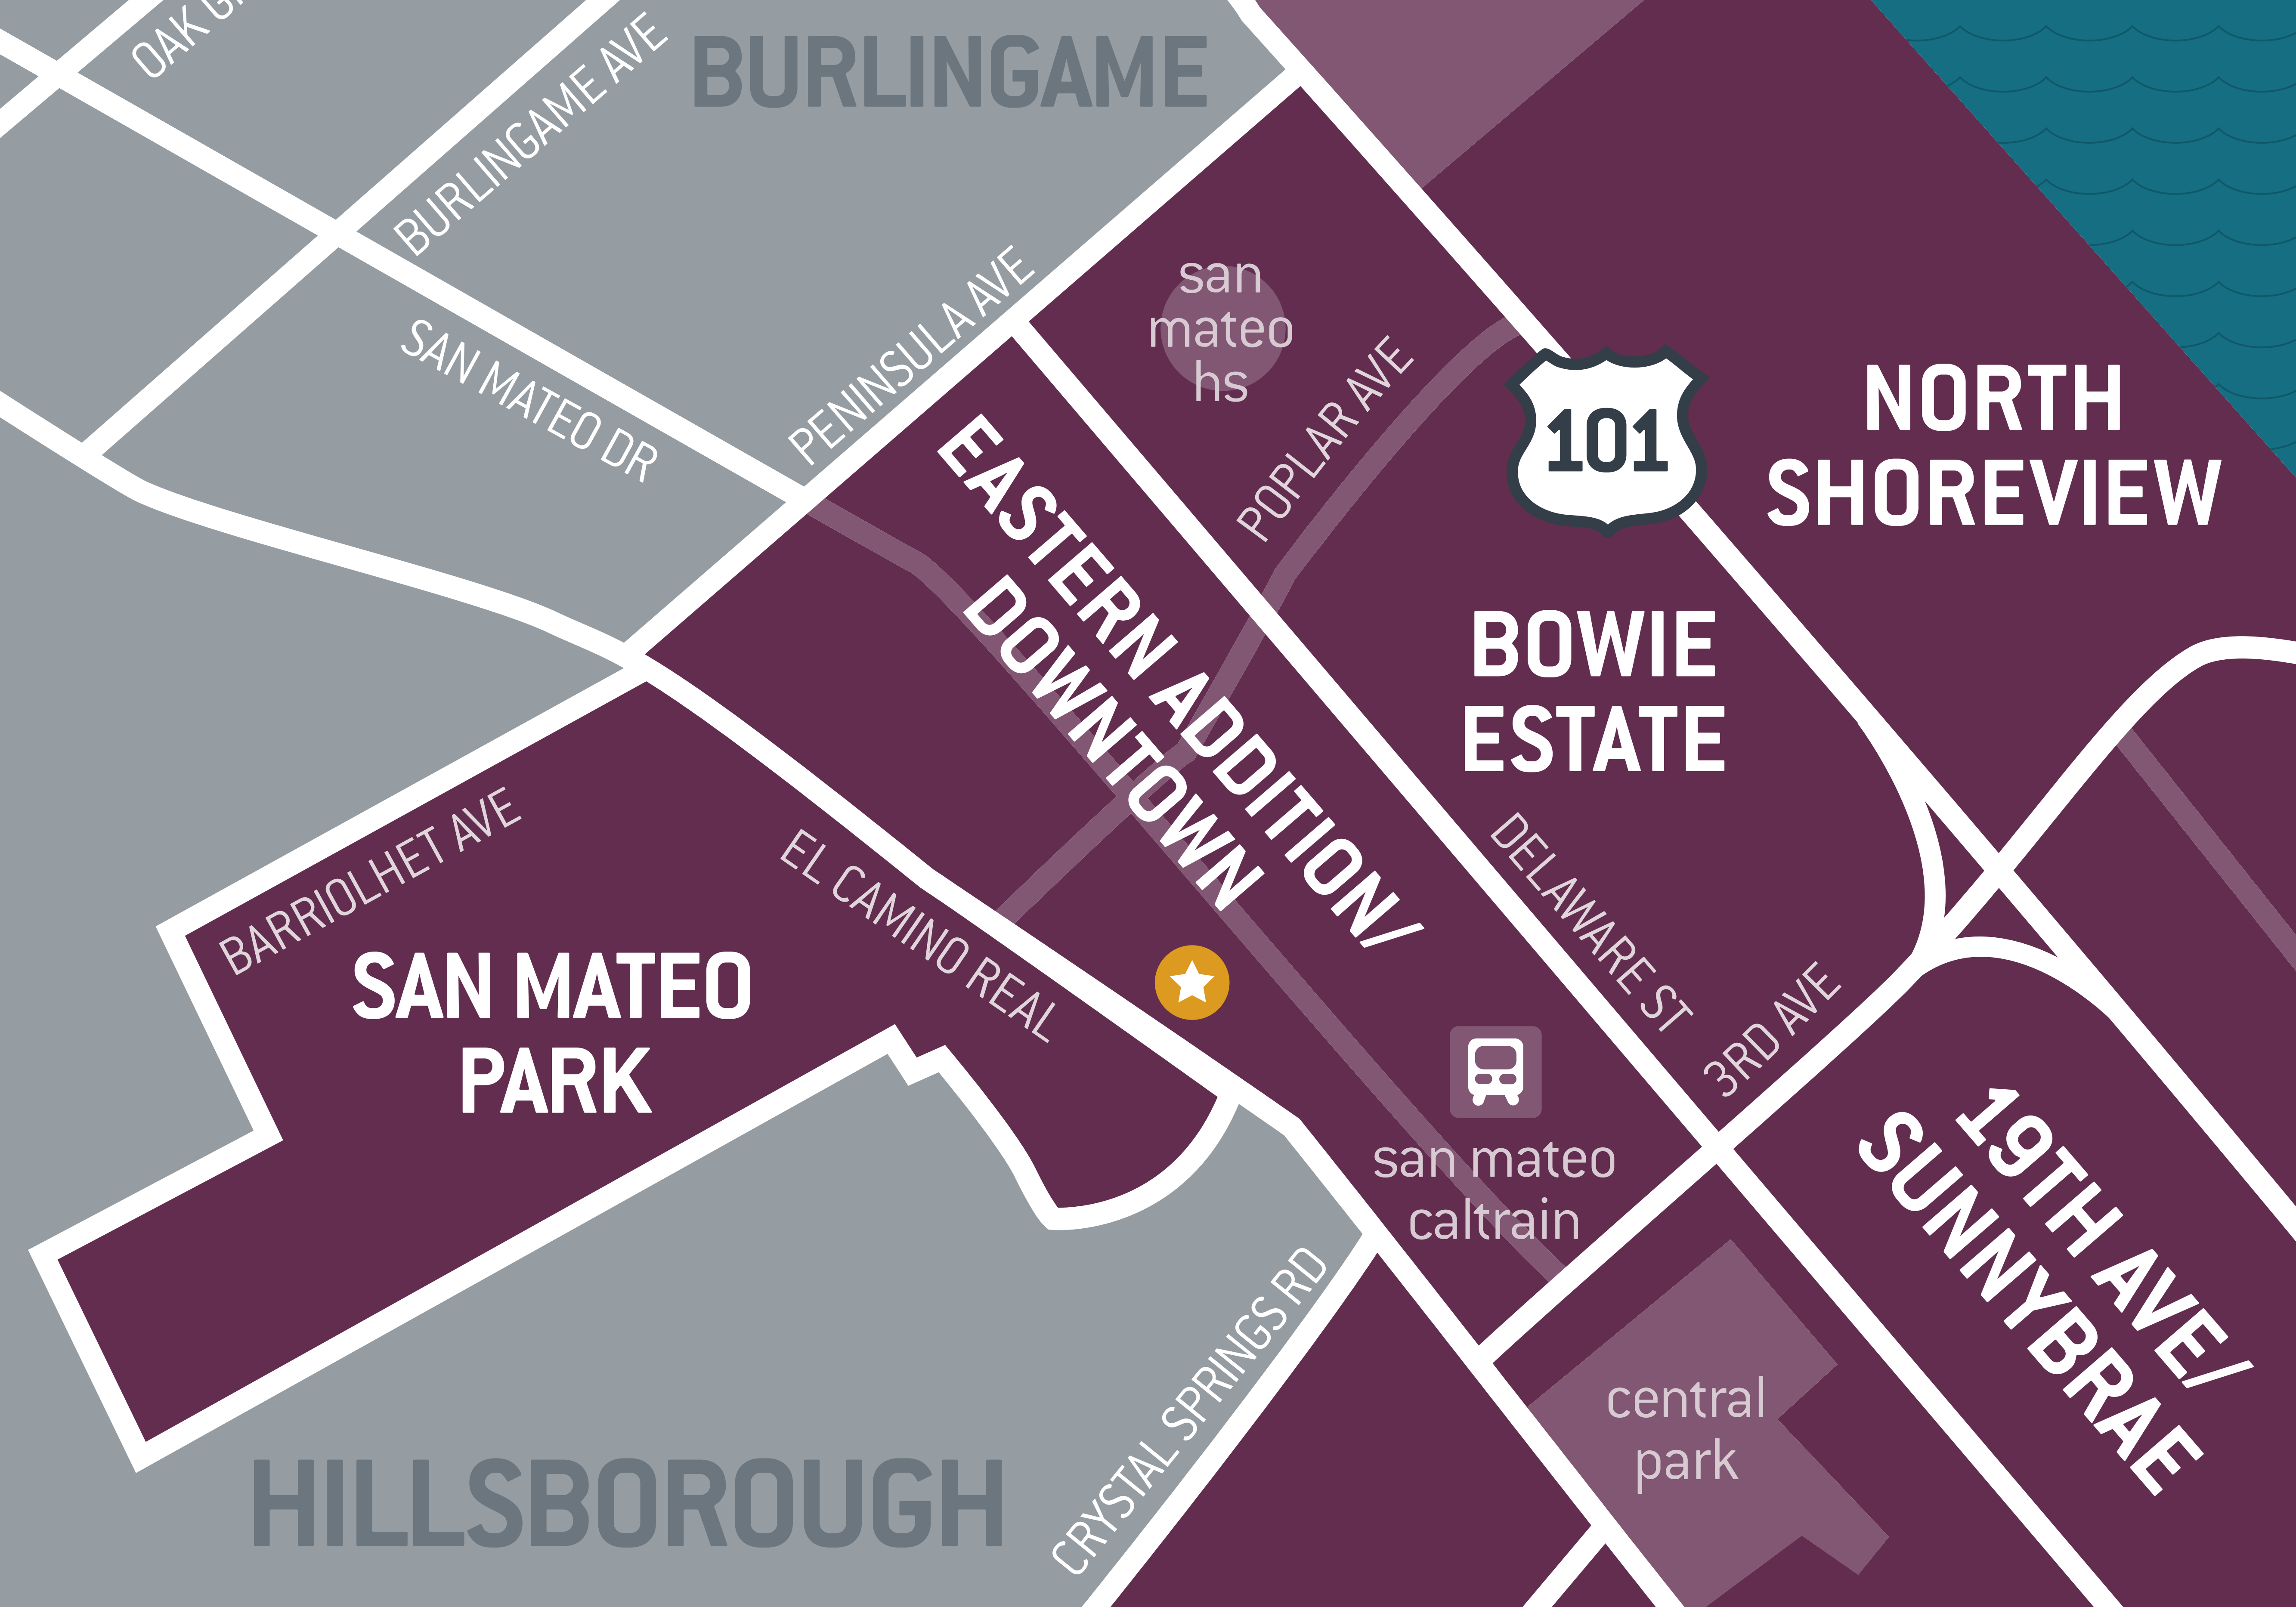 BURLINGAME
BURLINGAME AVE
SAN MATEO DR
PENINSULA AVE
san
mateo
hs
POPLAR AVE
101
NORTH
SHOREVIEW
EASTERN ADDITION/
DOWNTOWN
BOWIE
ESTATE
BARRIOLHET AVE
EL CAMINO REAL
DELAWARE ST
3RD AVE
SAN MATEO
PARK
san mateo
caltrain
19TH AVE/
SUNNYBRAE
CRYSTAL SPRINGS RD
central
park
HILLSBOROUGH